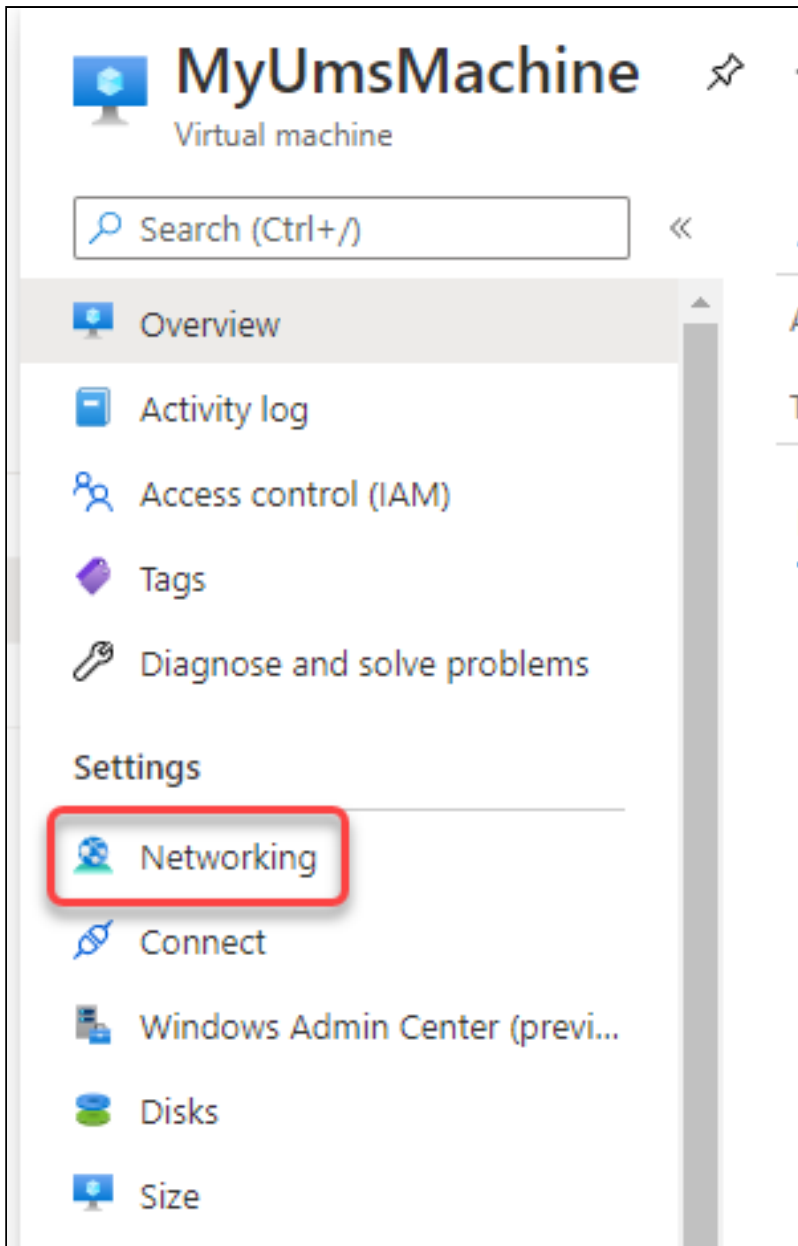 MyUmsMachine
Virtual machine
Search (Ctrl+/)
Overview
Activity log
Access control (IAM)
Tags
Diagnose and solve problems
Settings
Networking
Connect
Windows Admin Center (previ...
Disks
Size